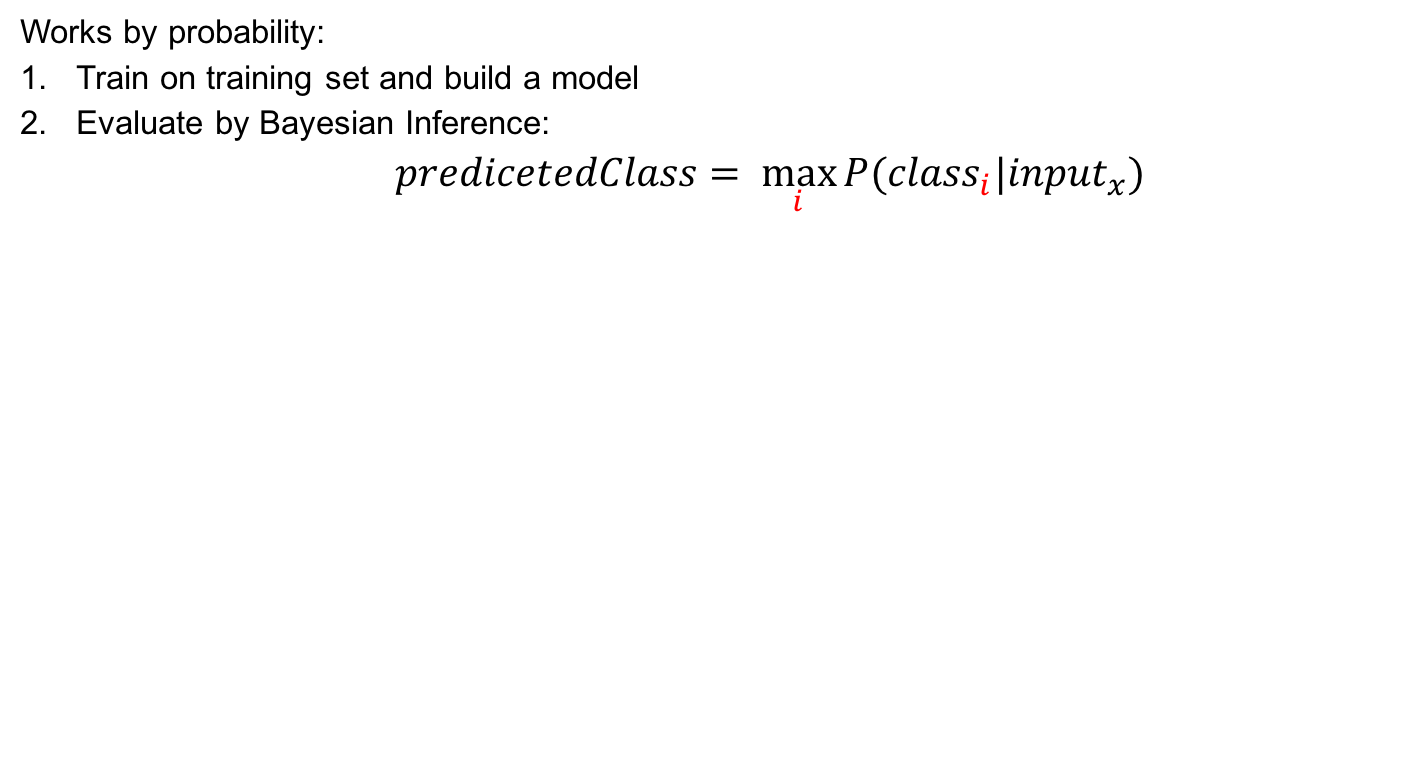 Works by probability:
1. Train on training set and build a model
2. Evaluate by Bayesian Inference:
predicetedClass = max P(class_i|input_x)
i